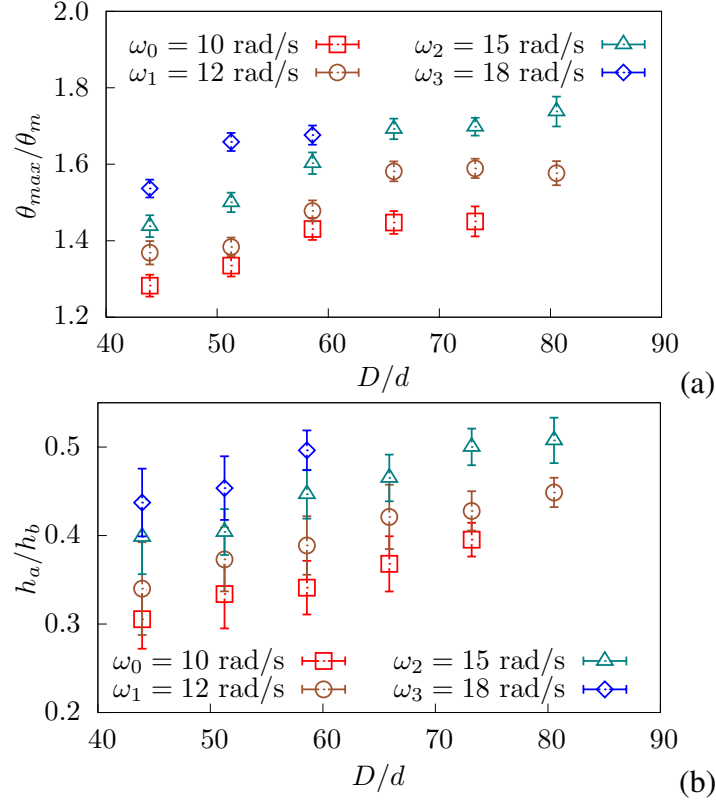 2.0
1.8
1.6
1.4
1.2
θmax/θm
ω0 = 10 rad/s
ω1 = 12 rad/s
ω2 = 15 rad/s
ω3 = 18 rad/s
40 50 60 70 80 90
D/d
(a)
0.5
0.4
0.3
0.2
ha/hb
ω0 = 10 rad/s
ω1 = 12 rad/s
ω2 = 15 rad/s
ω3 = 18 rad/s
40 50 60 70 80 90
D/d
(b)